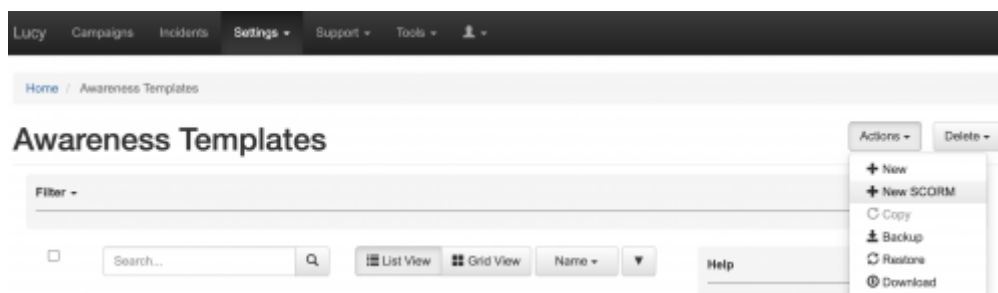 Lucy Campaigns Incidents Settings Support Tools
Home / Awareness Templates
Awareness Templates
Actions Delete
New
New SCORM
Copy
Backup
Restore
Download
Filter
Search... List View Grid View Name
Help